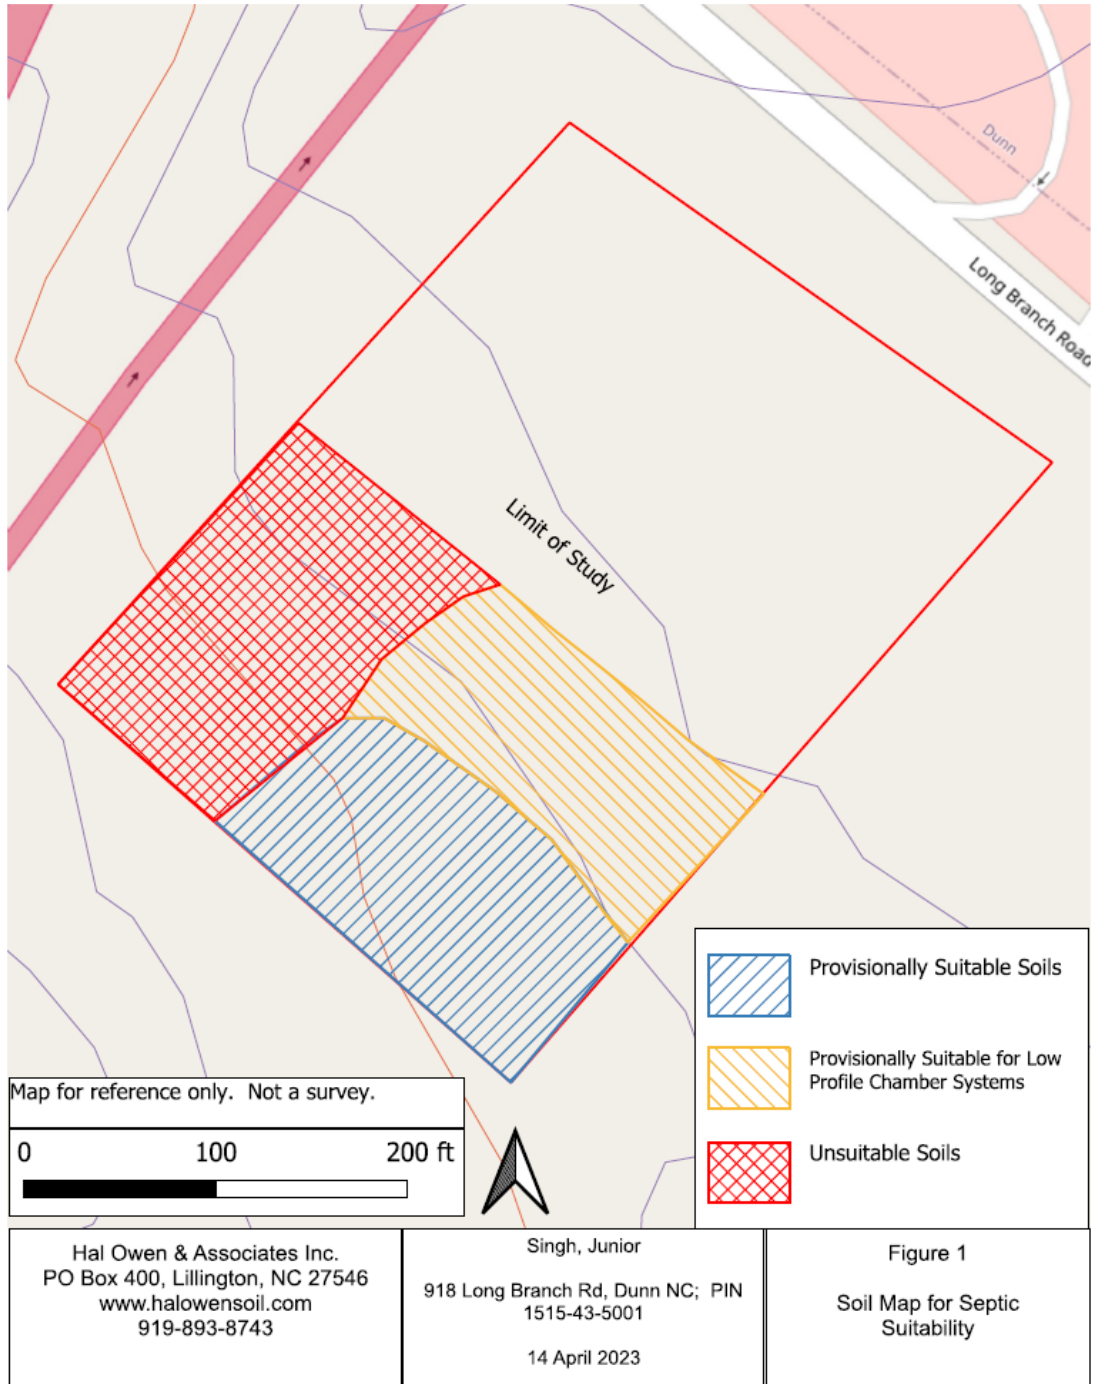 Dunn
Long Branch Road
Limit of Study
Provisionally Suitable Soils
Provisionally Suitable for Low
Profile Chamber Systems
Unsuitable Soils
Map for reference only.  Not a survey.
0 100 200 ft
Hal Owen & Associates Inc.
PO Box 400, Lillington, NC 27546
www.halowensoil.com
919-893-8743
Singh, Junior
918 Long Branch Rd, Dunn NC;  PIN
1515-43-5001
14 April 2023
Figure 1
Soil Map for Septic
Suitability